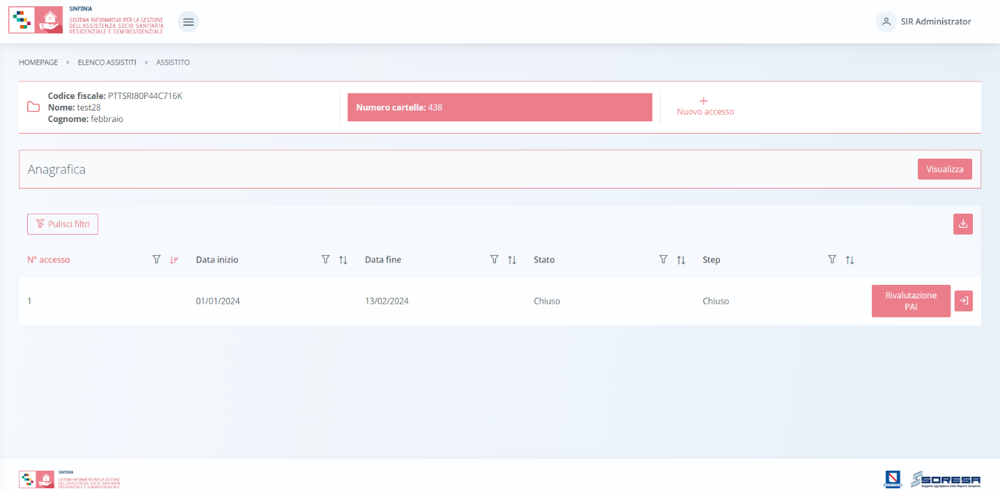 SINFONIA
SISTEMA INFORMATIVO PER LA GESTIONE
DELL'ASSISTENZA SOCIO SANITARIA
RESIDENZIALE E SEMIRESIDENZIALE
SIR Administrator
HOMEPAGE > ELENCO ASSISTITI > ASSISTITO
Codice fiscale: PTTSRI80P44C716K
Nome: test28
Cognome: febbraio
Numero cartella: 438
Nuovo accesso
Anagrafica
Visualizza
Pulisci filtri
N° accesso Data inizio Data fine Stato Step
1 01/01/2024 13/02/2024 Chiuso Chiuso
Rivalutazione
PAI
SINFONIA
SISTEMA INFORMATIVO PER LA GESTIONE
DELL'ASSISTENZA SOCIO SANITARIA
RESIDENZIALE E SEMIRESIDENZIALE
SORESA
Soggetto Aggregatore della Regione Campania